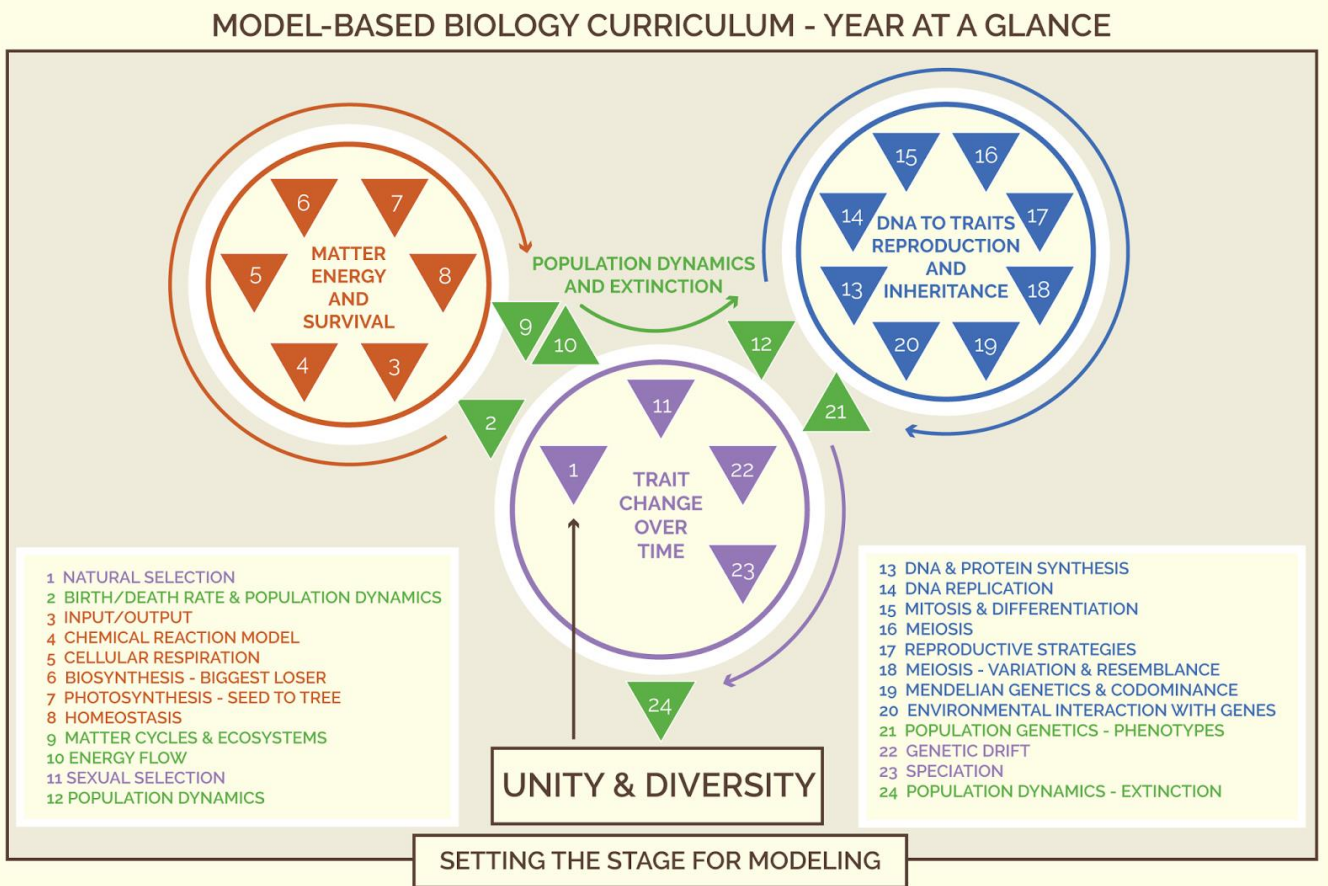 MODEL-BASED BIOLOGY CURRICULUM - YEAR AT A GLANCE
6
7
5
8
4
3
MATTER
ENERGY
AND
SURVIVAL
POPULATION DYNAMICS
AND EXTINCTION
15
16
14
17
13
18
20
19
DNA TO TRAITS
REPRODUCTION
AND
INHERITANCE
9
10
12
2
21
11
1
22
23
TRAIT
CHANGE
OVER
TIME
24
1 NATURAL SELECTION
2 BIRTH/DEATH RATE & POPULATION DYNAMICS
3 INPUT/OUTPUT
4 CHEMICAL REACTION MODEL
5 CELLULAR RESPIRATION
6 BIOSYNTHESIS - BIGGEST LOSER
7 PHOTOSYNTHESIS - SEED TO TREE
8 HOMEOSTASIS
9 MATTER CYCLES & ECOSYSTEMS
10 ENERGY FLOW
11 SEXUAL SELECTION
12 POPULATION DYNAMICS
13 DNA & PROTEIN SYNTHESIS
14 DNA REPLICATION
15 MITOSIS & DIFFERENTIATION
16 MEIOSIS
17 REPRODUCTIVE STRATEGIES
18 MEIOSIS - VARIATION & RESEMBLANCE
19 MENDELIAN GENETICS & CODOMINANCE
20 ENVIRONMENTAL INTERACTION WITH GENES
21 POPULATION GENETICS - PHENOTYPES
22 GENETIC DRIFT
23 SPECIATION
24 POPULATION DYNAMICS - EXTINCTION
UNITY & DIVERSITY
SETTING THE STAGE FOR MODELING